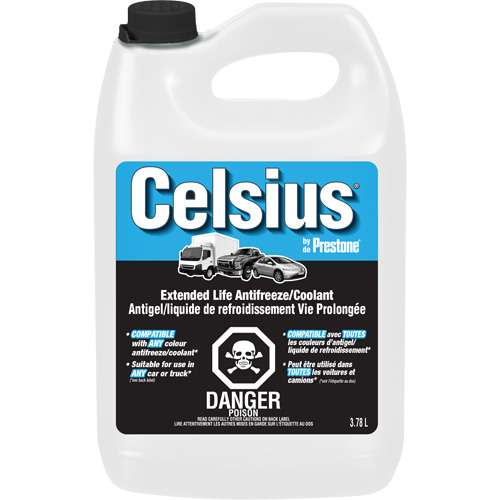 Celsius®
by
de Prestone®
Extended Life Antifreeze/Coolant
Antigel/liquide de refroidissement Vie Prolongée
• COMPATIBLE
with ANY colour
antifreeze/coolant*
• Suitable for use in
ANY car or truck*
(*see back label)
• COMPATIBLE avec TOUTES
les couleurs d'antigel/
liquide de refroidissement*
• Peut être utilisé dans
TOUTES les voitures et
camions* (*voir l'étiquette au dos)
DANGER
POISON
READ CAREFULLY OTHER CAUTIONS ON BACK LABEL
LIRE ATTENTIVEMENT LES AUTRES MISES EN GARDE SUR L'ÉTIQUETTE AU DOS
3.78 L